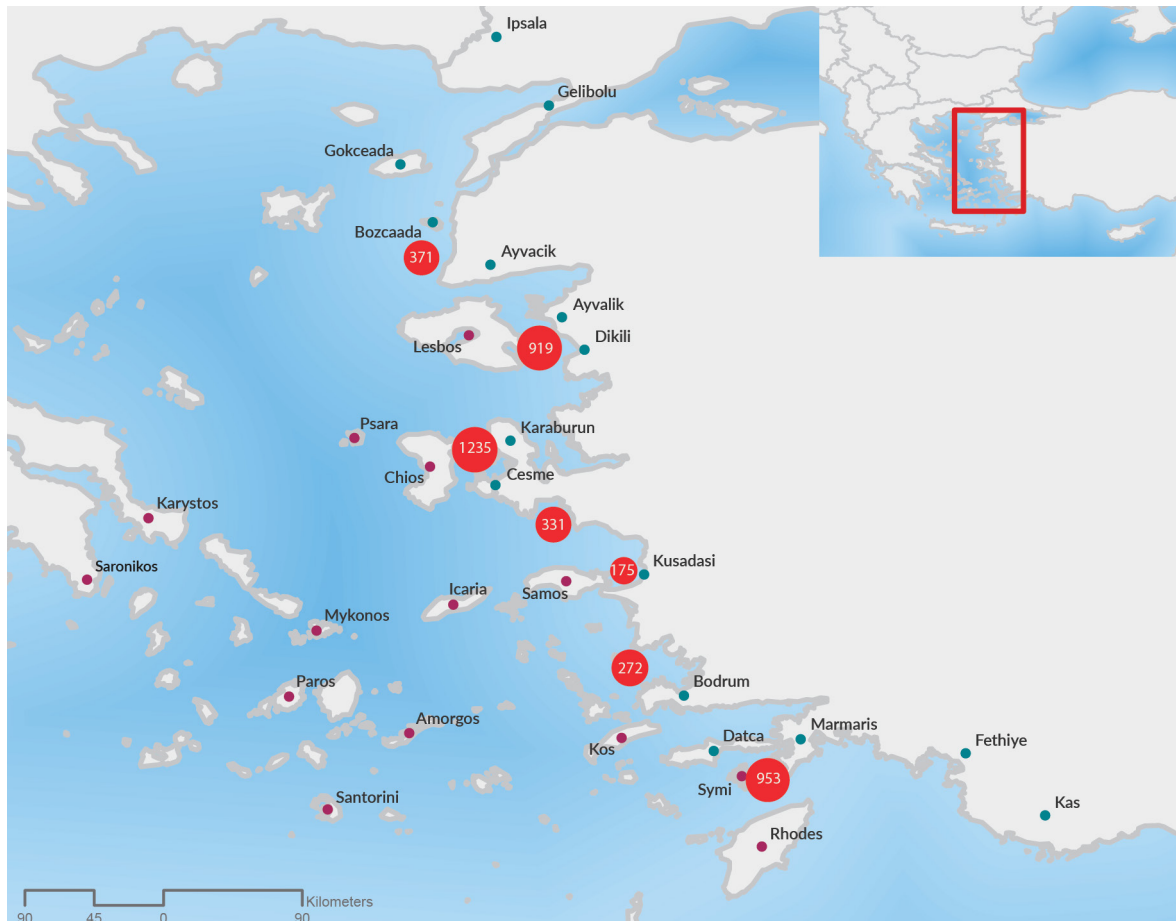 Ipsala
Gelibolu
Gokceada
Bozcaada
371
Ayvacik
Ayvalik
Lesbos
919
Dikili
Psara
Karaburun
1235
Chios
Cesme
Karystos
331
Saronikos
175
Kusadasi
Icaria
Samos
Mykonos
272
Paros
Bodrum
Amorgos
Kos
Datca
Marmaris
Fethiye
Symi
953
Santorini
Kas
Rhodes
Kilometers
90 45 0 90